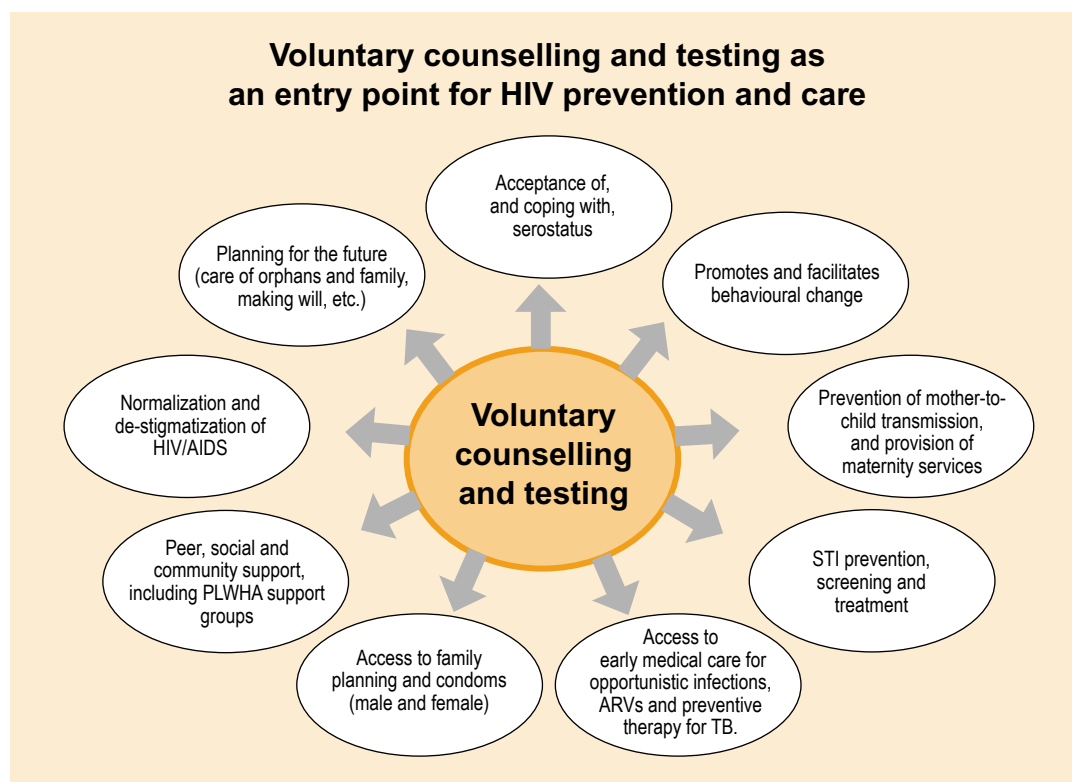 Voluntary counselling and testing as
an entry point for HIV prevention and care
Acceptance of,
and coping with,
serostatus
Promotes and facilitates
behavioural change
Prevention of mother-to-
child transmission,
and provision of
maternity services
STI prevention,
screening and
treatment
Access to
early medical care for
opportunistic infections,
ARVs and preventive
therapy for TB.
Access to family
planning and condoms
(male and female)
Peer, social and
community support,
including PLWHA support
groups
Normalization and
de-stigmatization of
HIV/AIDS
Planning for the future
(care of orphans and family,
making will, etc.)
Voluntary
counselling
and testing